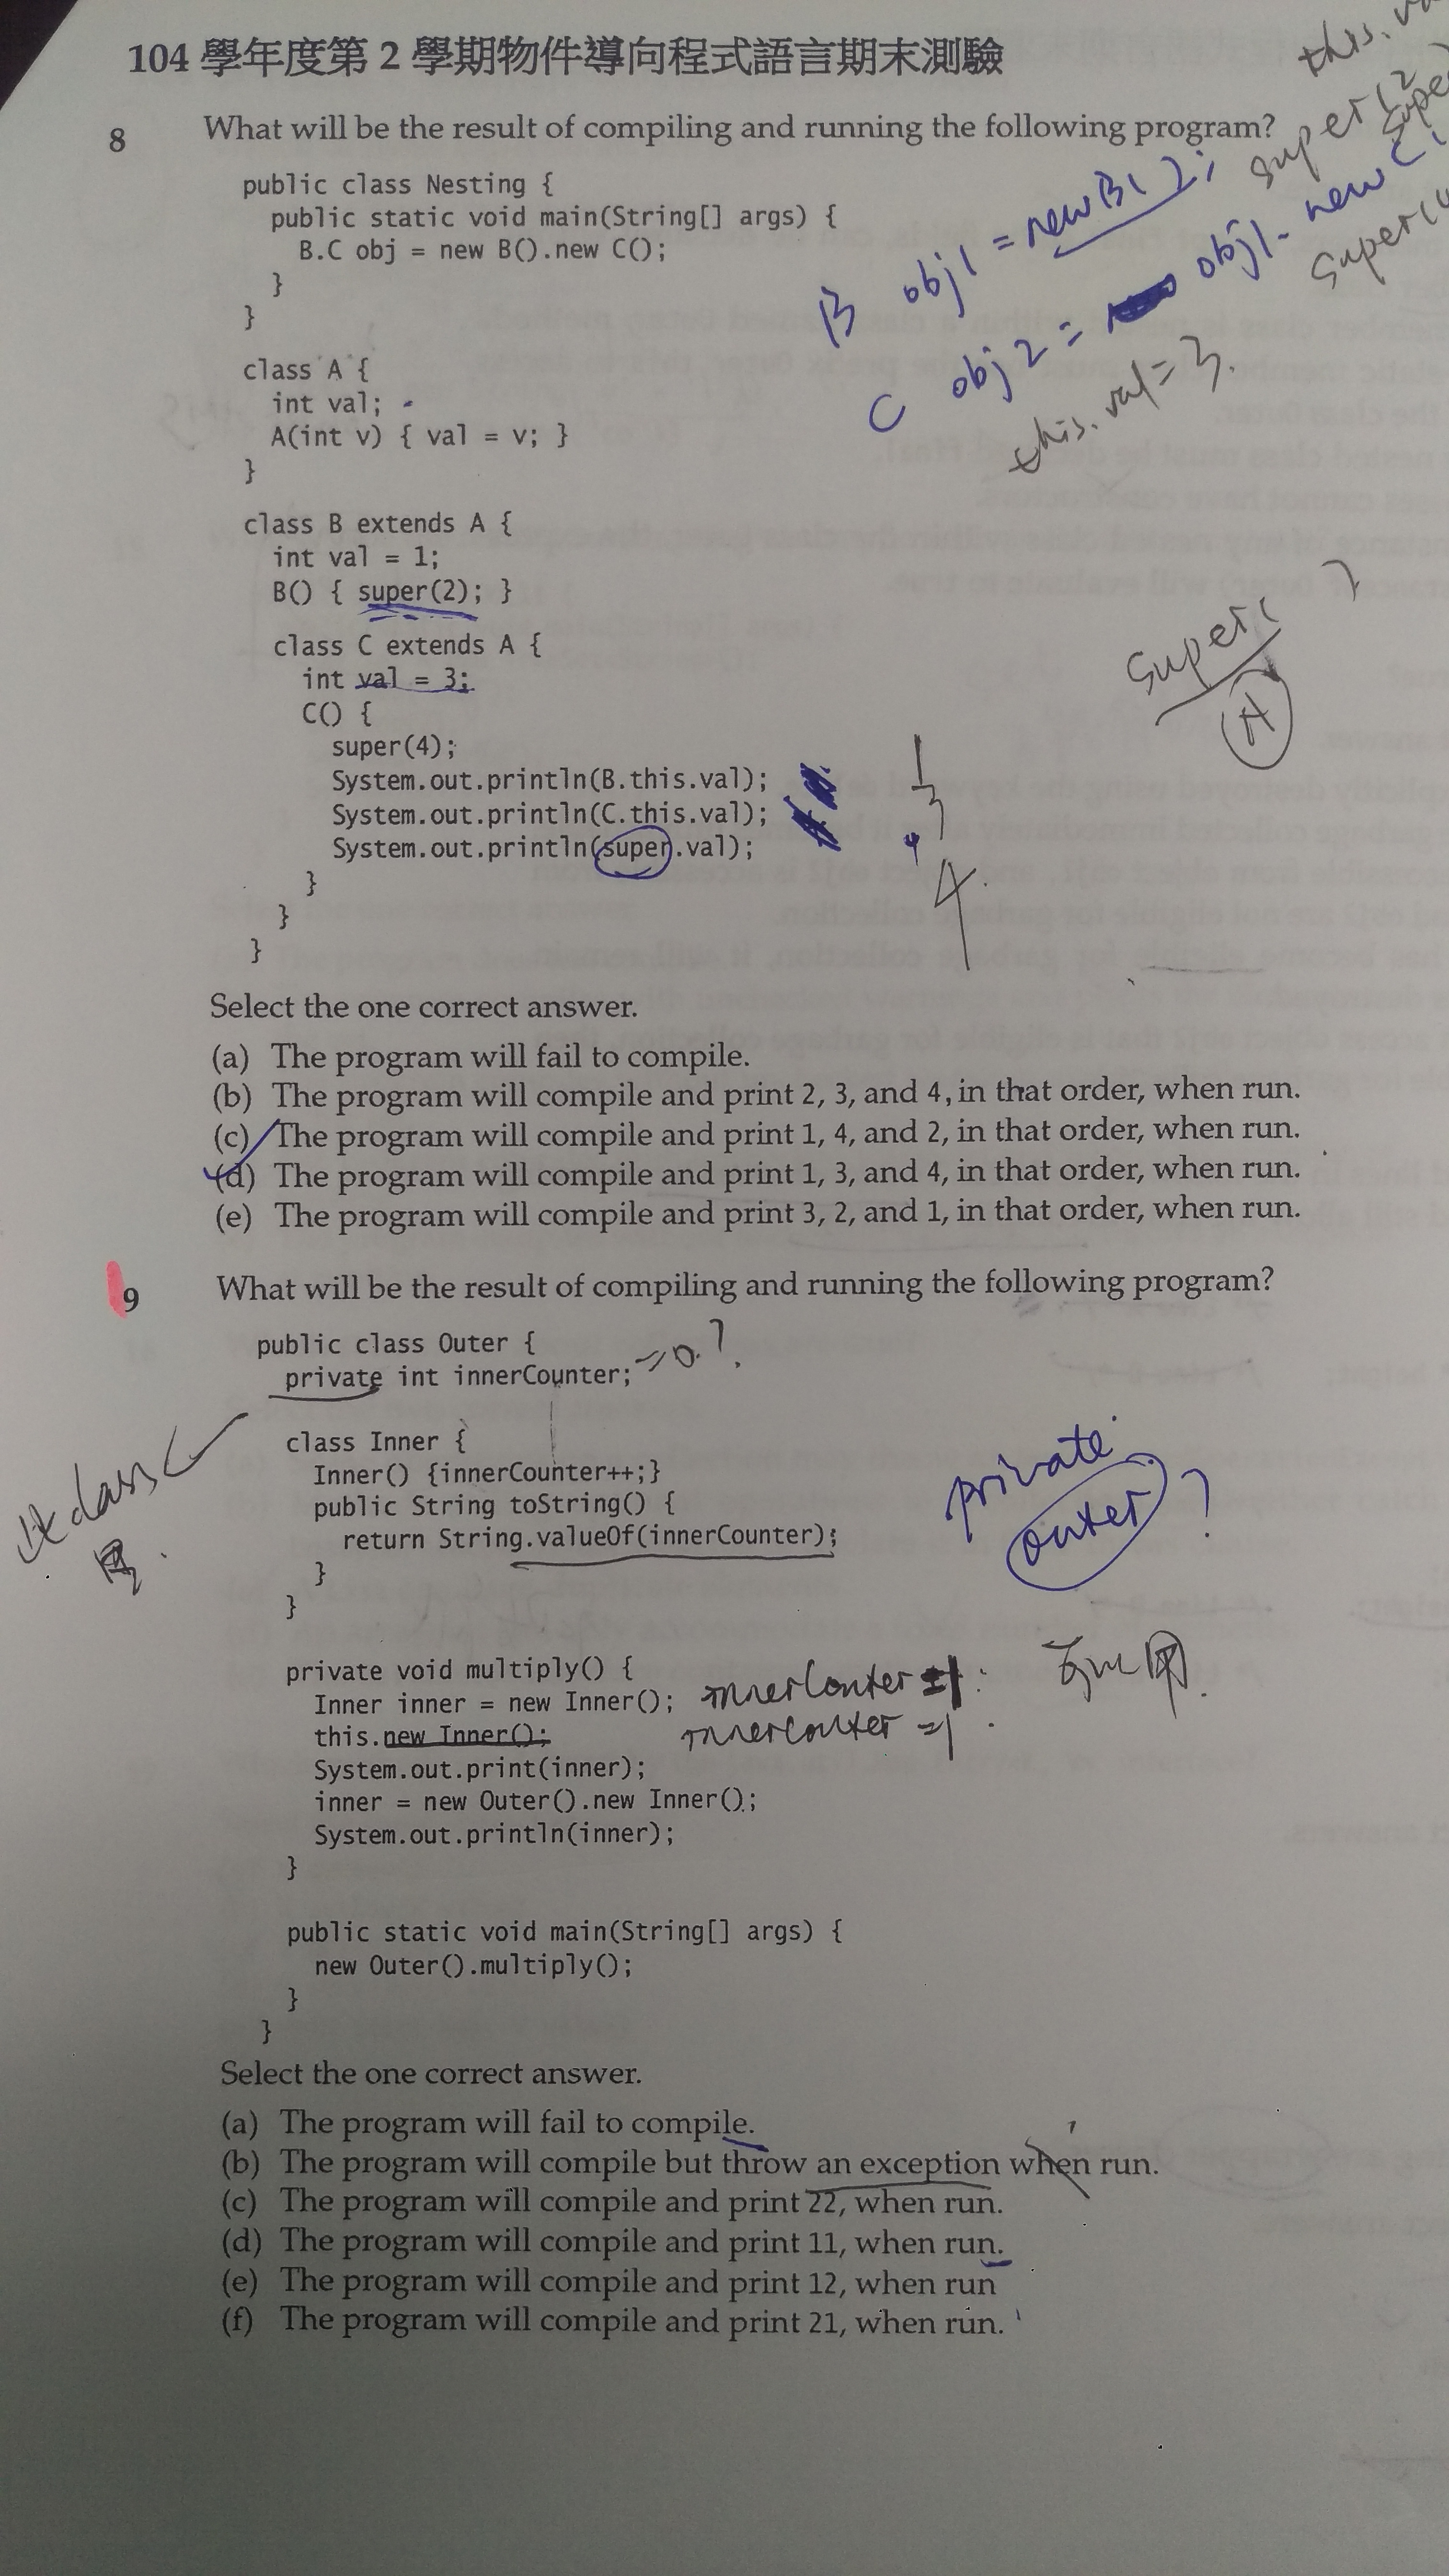 104 學年度第 2 學期物件導向程式語言期末測驗
this.
super(2
8 What will be the result of compiling and running the following program?
public class Nesting {
public static void main(String[] args) {
B.C obj = new B().new C();
}
}
B obj1 = new B( );
C obj2 = obj1. new C(
super(
this.val = 3.
class A {
int val;
A(int v) { val = v; }
}
class B extends A {
int val = 1;
B() { super(2); }
class C extends A {
int val = 3;
C() {
super(4);
System.out.println(B.this.val);
System.out.println(C.this.val);
System.out.println(super.val);
}
}
}
super( )
A
1
3
4
Select the one correct answer.
(a) The program will fail to compile.
(b) The program will compile and print 2, 3, and 4, in that order, when run.
(c) The program will compile and print 1, 4, and 2, in that order, when run.
(d) The program will compile and print 1, 3, and 4, in that order, when run.
(e) The program will compile and print 3, 2, and 1, in that order, when run.
9 What will be the result of compiling and running the following program?
public class Outer {
private int innerCounter; =0.?
class Inner {
Inner() {innerCounter++;}
public String toString() {
return String.valueOf(innerCounter);
}
}
class
private
outer ?
private void multiply() {
Inner inner = new Inner();
this.new Inner();
System.out.print(inner);
inner = new Outer().new Inner();
System.out.println(inner);
}
public static void main(String[] args) {
new Outer().multiply();
}
}
Select the one correct answer.
(a) The program will fail to compile.
(b) The program will compile but throw an exception when run.
(c) The program will compile and print 22, when run.
(d) The program will compile and print 11, when run.
(e) The program will compile and print 12, when run
(f) The program will compile and print 21, when run.